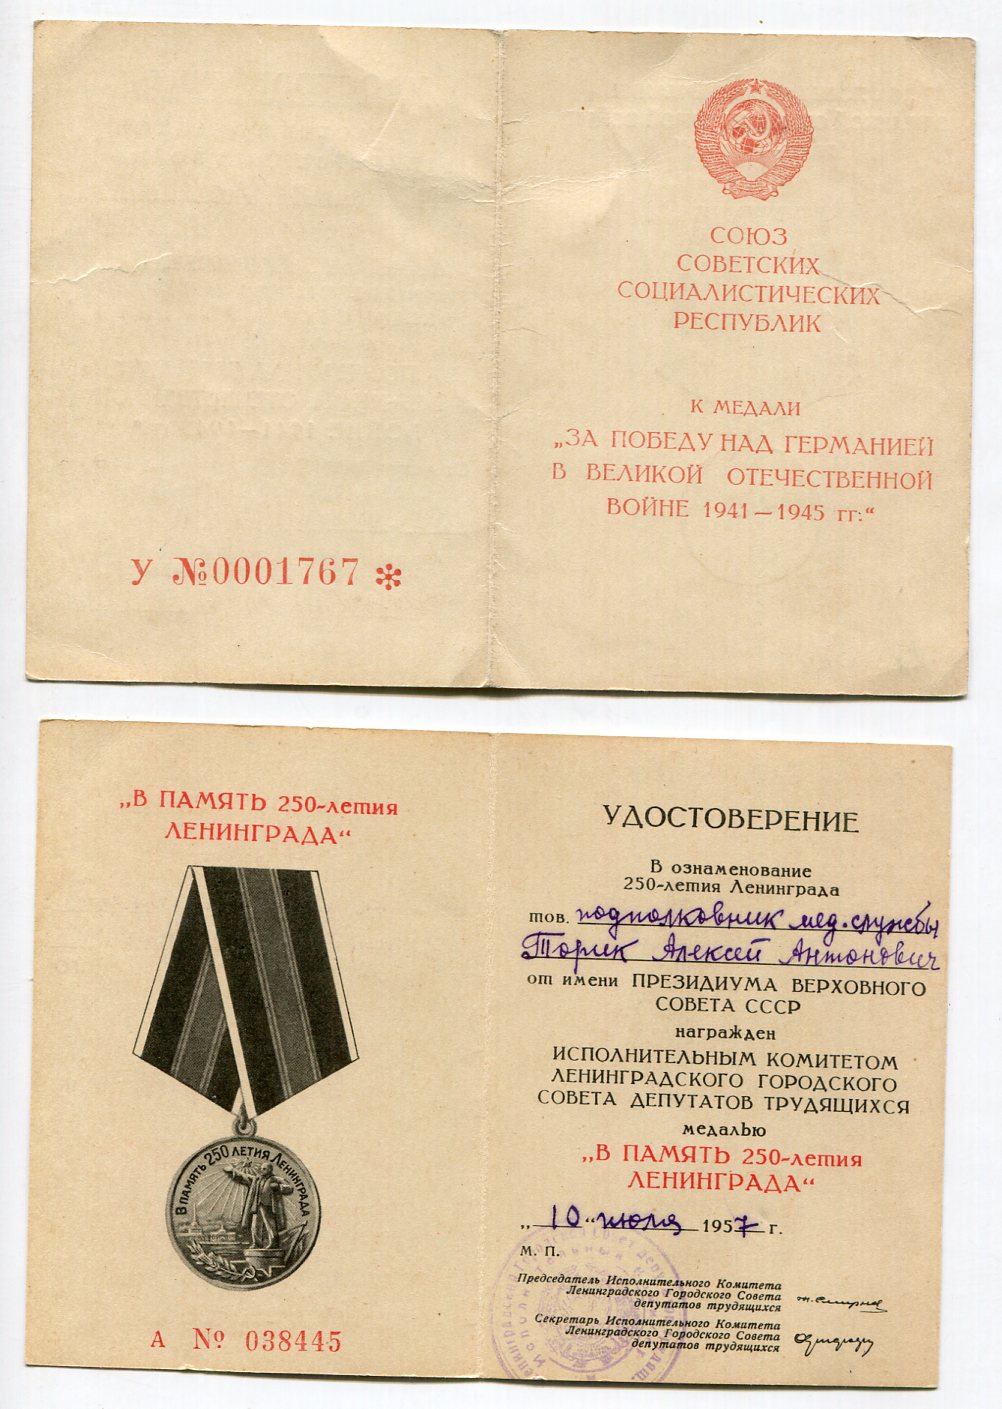 СОЮЗ
СОВЕТСКИХ
СОЦИАЛИСТИЧЕСКИХ
РЕСПУБЛИК
К МЕДАЛИ
„ЗА ПОБЕДУ НАД ГЕРМАНИЕЙ
В ВЕЛИКОЙ ОТЕЧЕСТВЕННОЙ
ВОЙНЕ 1941—1945 гг.“
У №0001767 *
„В ПАМЯТЬ 250-летия
ЛЕНИНГРАДА“
В ПАМЯТЬ 250 ЛЕТИЯ ЛЕНИНГРАДА
А № 038445
УДОСТОВЕРЕНИЕ
В ознаменование
250-летия Ленинграда
тов. подполковник мед. службы
Торик Алексей Антонович
от имени ПРЕЗИДИУМА ВЕРХОВНОГО
СОВЕТА СССР
награжден
ИСПОЛНИТЕЛЬНЫМ КОМИТЕТОМ
ЛЕНИНГРАДСКОГО ГОРОДСКОГО
СОВЕТА ДЕПУТАТОВ ТРУДЯЩИХСЯ
медалью
„В ПАМЯТЬ 250-летия
ЛЕНИНГРАДА“
„10“ июля 1957 г.
М. П.
Председатель Исполнительного Комитета
Ленинградского Городского Совета
депутатов трудящихся
Секретарь Исполнительного Комитета
Ленинградского Городского Совета
депутатов трудящихся